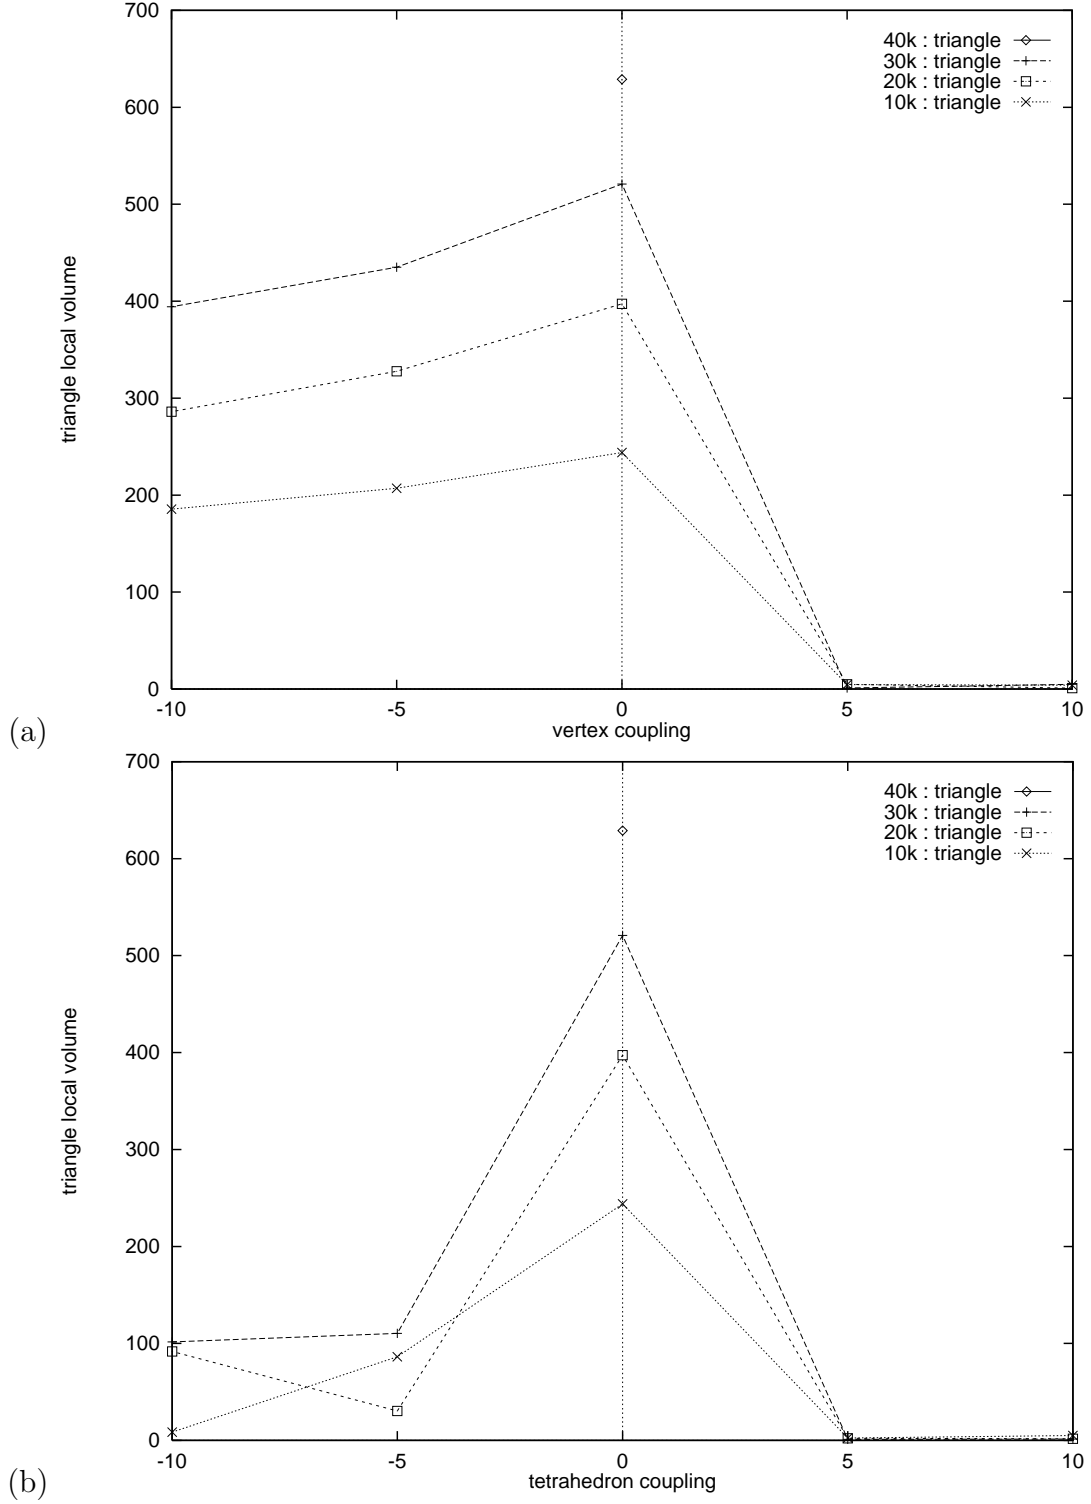 700
600
500
400
300
200
100
0
triangle local volume
40k : triangle
30k : triangle
20k : triangle
10k : triangle
-10 -5 0 5 10
vertex coupling
(a)
700
600
500
400
300
200
100
0
triangle local volume
40k : triangle
30k : triangle
20k : triangle
10k : triangle
-10 -5 0 5 10
tetrahedron coupling
(b)